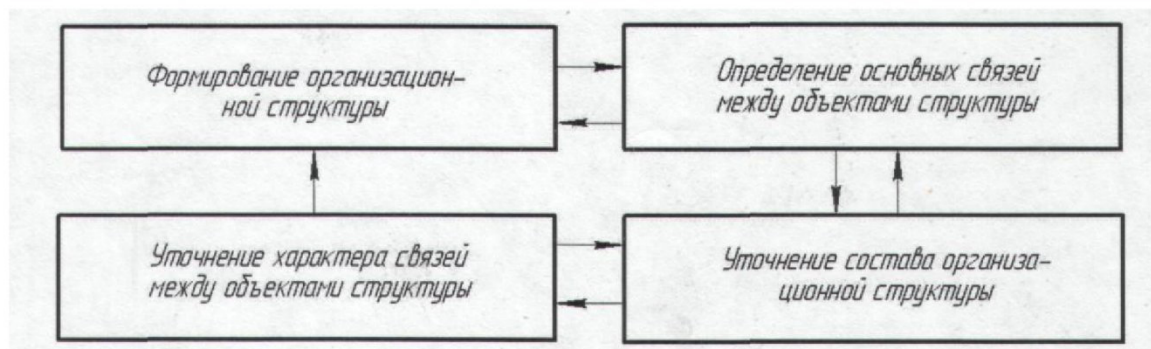 Формирование организацион-
ной структуры
Определение основных связей
между объектами структуры
Уточнение характера связей
между объектами структуры
Уточнение состава организа-
ционной структуры